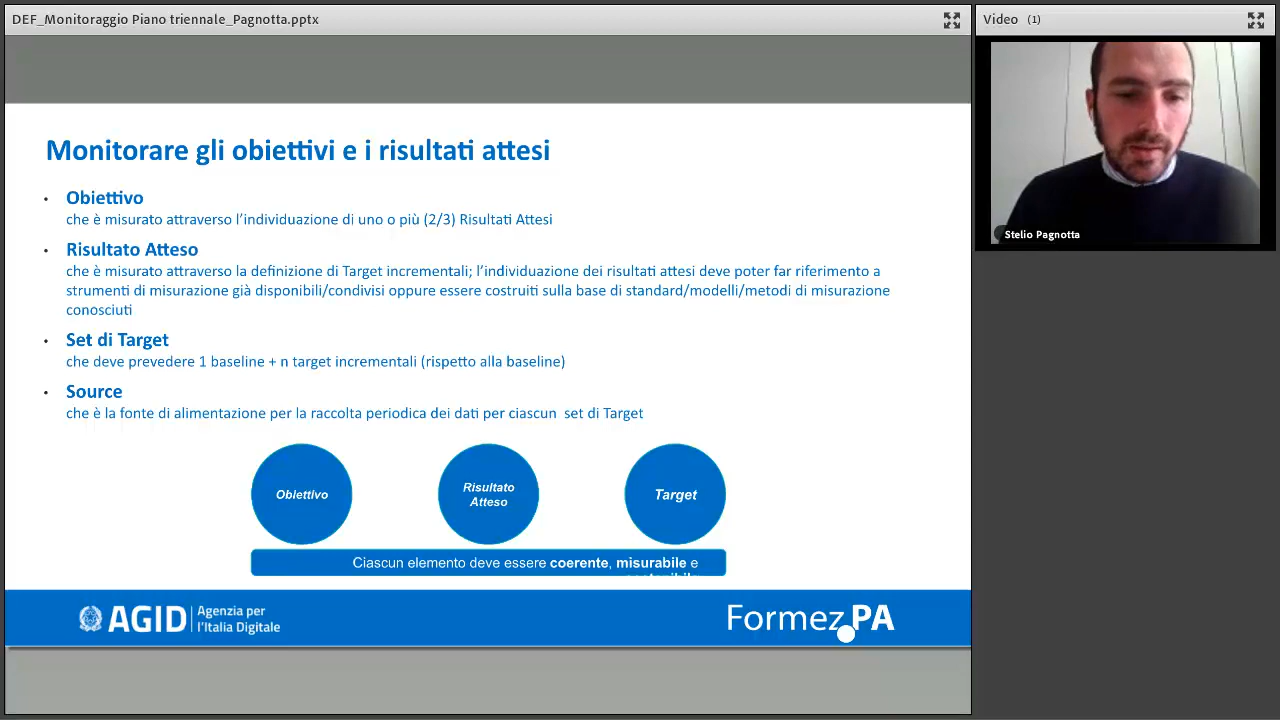 DEF_Monitoraggio Piano triennale_Pagnotta.pptx
Video (1)
Monitorare gli obiettivi e i risultati attesi
• Obiettivo
che è misurato attraverso l’individuazione di uno o più (2/3) Risultati Attesi
• Risultato Atteso
che è misurato attraverso la definizione di Target incrementali; l’individuazione dei risultati attesi deve poter far riferimento a
strumenti di misurazione già disponibili/condivisi oppure essere costruiti sulla base di standard/modelli/metodi di misurazione
conosciuti
• Set di Target
che deve prevedere 1 baseline + n target incrementali (rispetto alla baseline)
• Source
che è la fonte di alimentazione per la raccolta periodica dei dati per ciascun set di Target
Obiettivo
Risultato
Atteso
Target
Ciascun elemento deve essere coerente, misurabile e
AGID
Agenzia per
l’Italia Digitale
Formez PA
Stelio Pagnotta